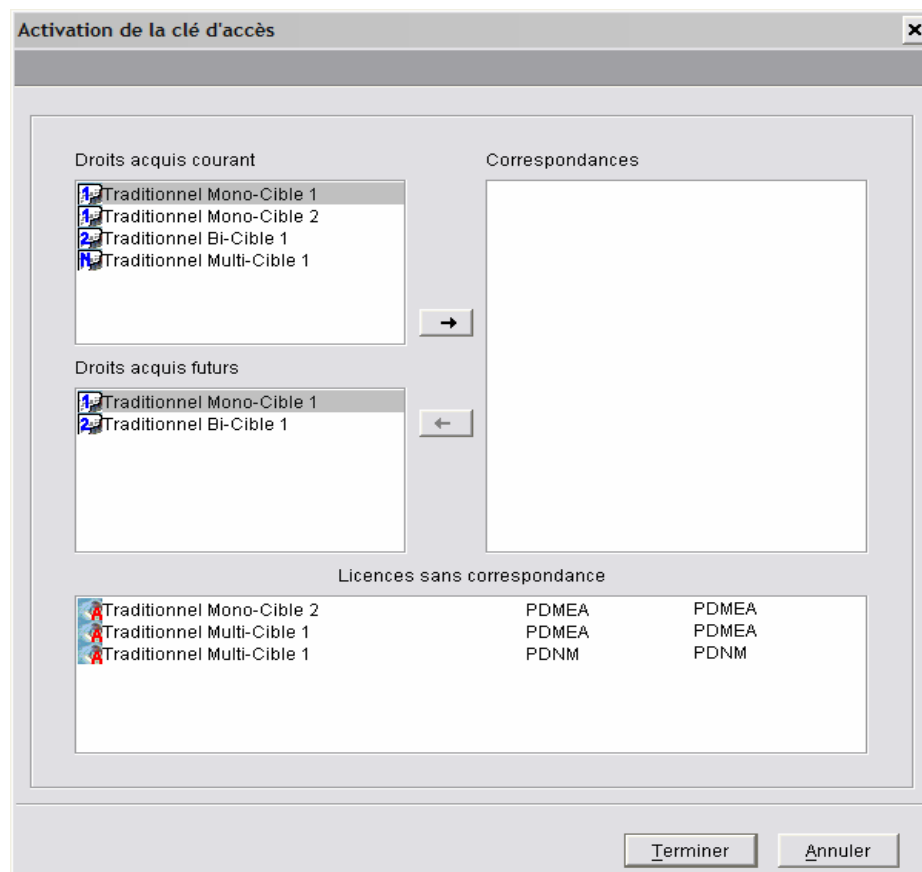 Activation de la clé d'accès
Droits acquis courant
Traditionnel Mono-Cible 1
Traditionnel Mono-Cible 2
Traditionnel Bi-Cible 1
Traditionnel Multi-Cible 1
Correspondances
Droits acquis futurs
Traditionnel Mono-Cible 1
Traditionnel Bi-Cible 1
Licences sans correspondance
Traditionnel Mono-Cible 2 PDMEA PDMEA
Traditionnel Multi-Cible 1 PDMEA PDMEA
Traditionnel Multi-Cible 1 PDNM PDNM
Terminer Annuler